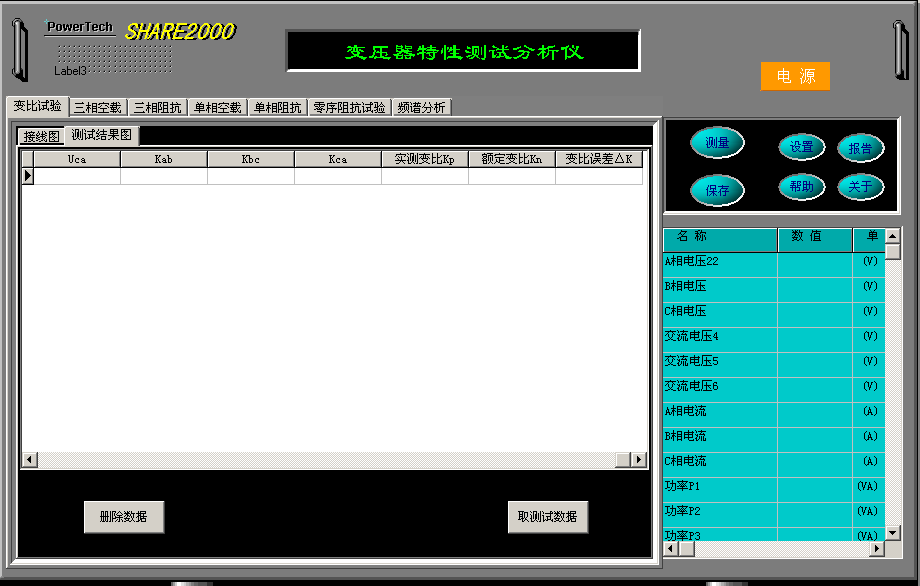 PowerTech SHARE2000
Label3
变压器特性测试分析仪
电 源
变比试验 三相空载 三相阻抗 单相空载 单相阻抗 零序阻抗试验 频谱分析
接线图 测试结果图
Uca Kab Kbc Kca 实测变比Kp 额定变比Kn 变比误差△K
测量 设置 报告
保存 帮助 关于
名 称 数 值 单
A相电压22 (V)
B相电压 (V)
C相电压 (V)
交流电压4 (V)
交流电压5 (V)
交流电压6 (V)
A相电流 (A)
B相电流 (A)
C相电流 (A)
功率P1 (VA)
功率P2 (VA)
功率P3 (VA)
删除数据 取测试数据